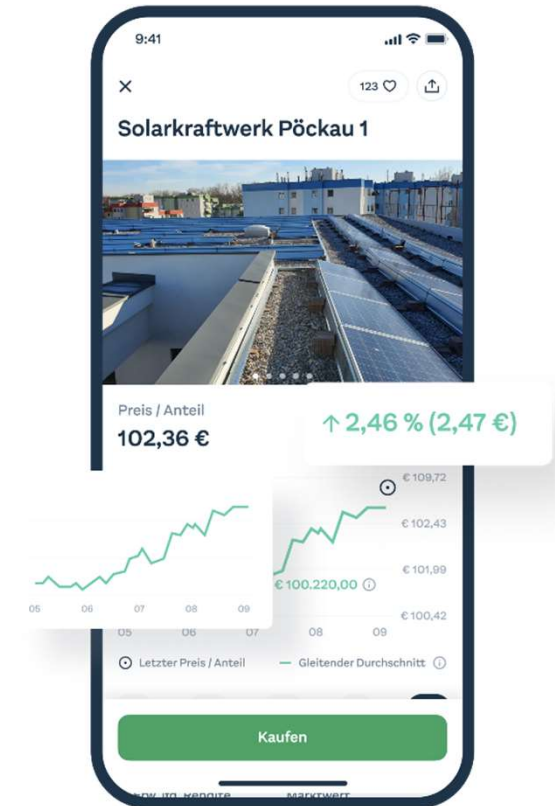 9:41
123
Solarkraftwerk Pöckau 1
Preis / Anteil
102,36 €
↑ 2,46 % (2,47 €)
€ 109,72
€ 102,43
€ 101,99
€ 100.220,00
€ 100,42
05 06 07 08 09
05 06 07 08 09
Letzter Preis / Anteil
Gleitender Durchschnitt
Kaufen
Rendite
Marktwert